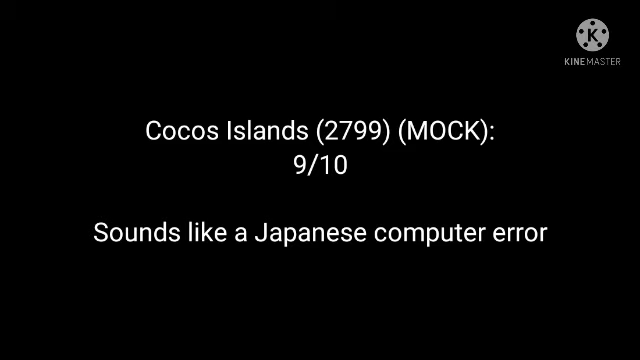 K
KINEMASTER
Cocos Islands (2799) (MOCK):
9/10
Sounds like a Japanese computer error